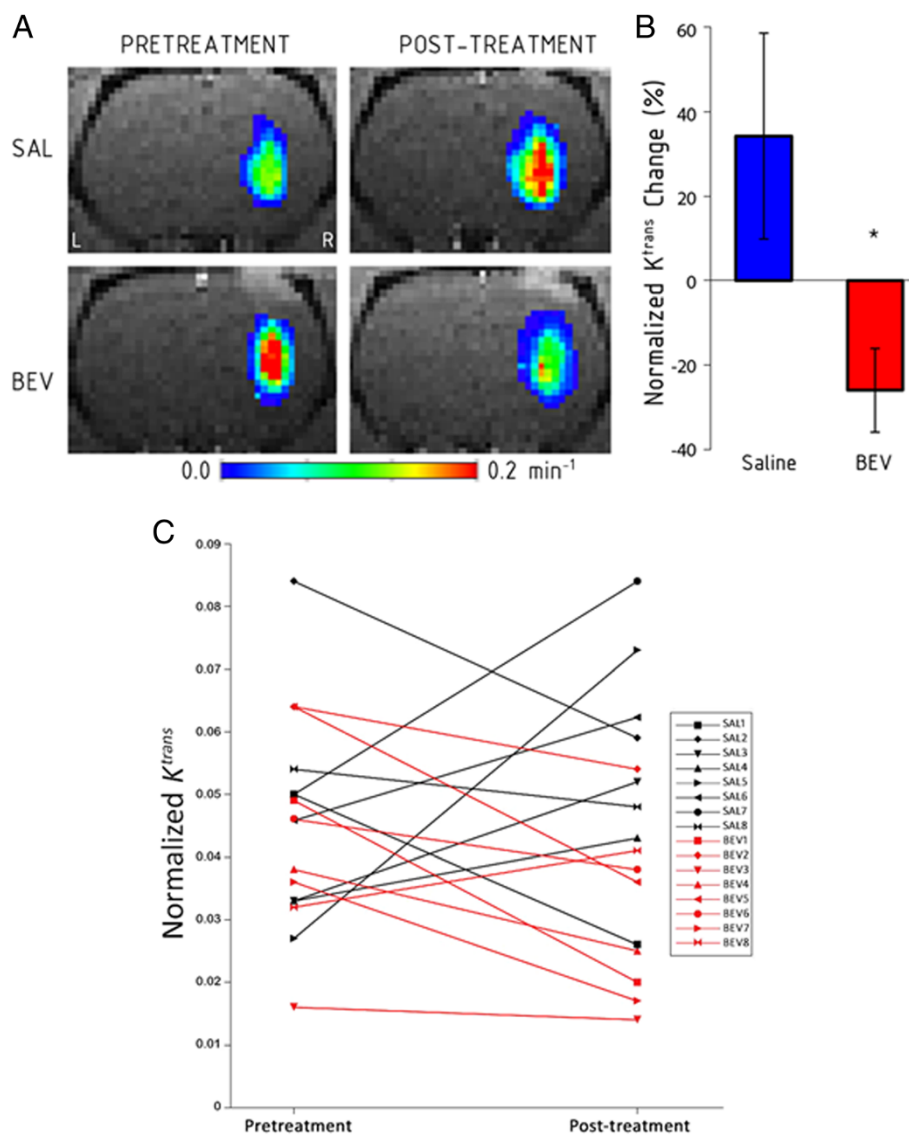 A
PRETREATMENT
POST-TREATMENT
SAL
L
R
BEV
0.0
0.2 min⁻¹
B
Normalized Kᵗʳᵃⁿˢ Change (%)
60
40
20
0
-20
-40
Saline
BEV
*
C
Normalized Kᵗʳᵃⁿˢ
0.09
0.08
0.07
0.06
0.05
0.04
0.03
0.02
0.01
0
Pretreatment
Post-treatment
SAL1
SAL2
SAL3
SAL4
SAL5
SAL6
SAL7
SAL8
BEV1
BEV2
BEV3
BEV4
BEV5
BEV6
BEV7
BEV8